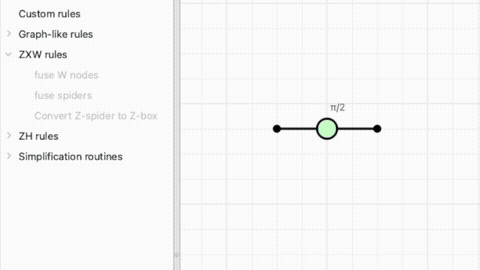 Custom rules
Graph-like rules
ZXW rules
fuse W nodes
fuse spiders
Convert Z-spider to Z-box
ZH rules
Simplification routines
π/2